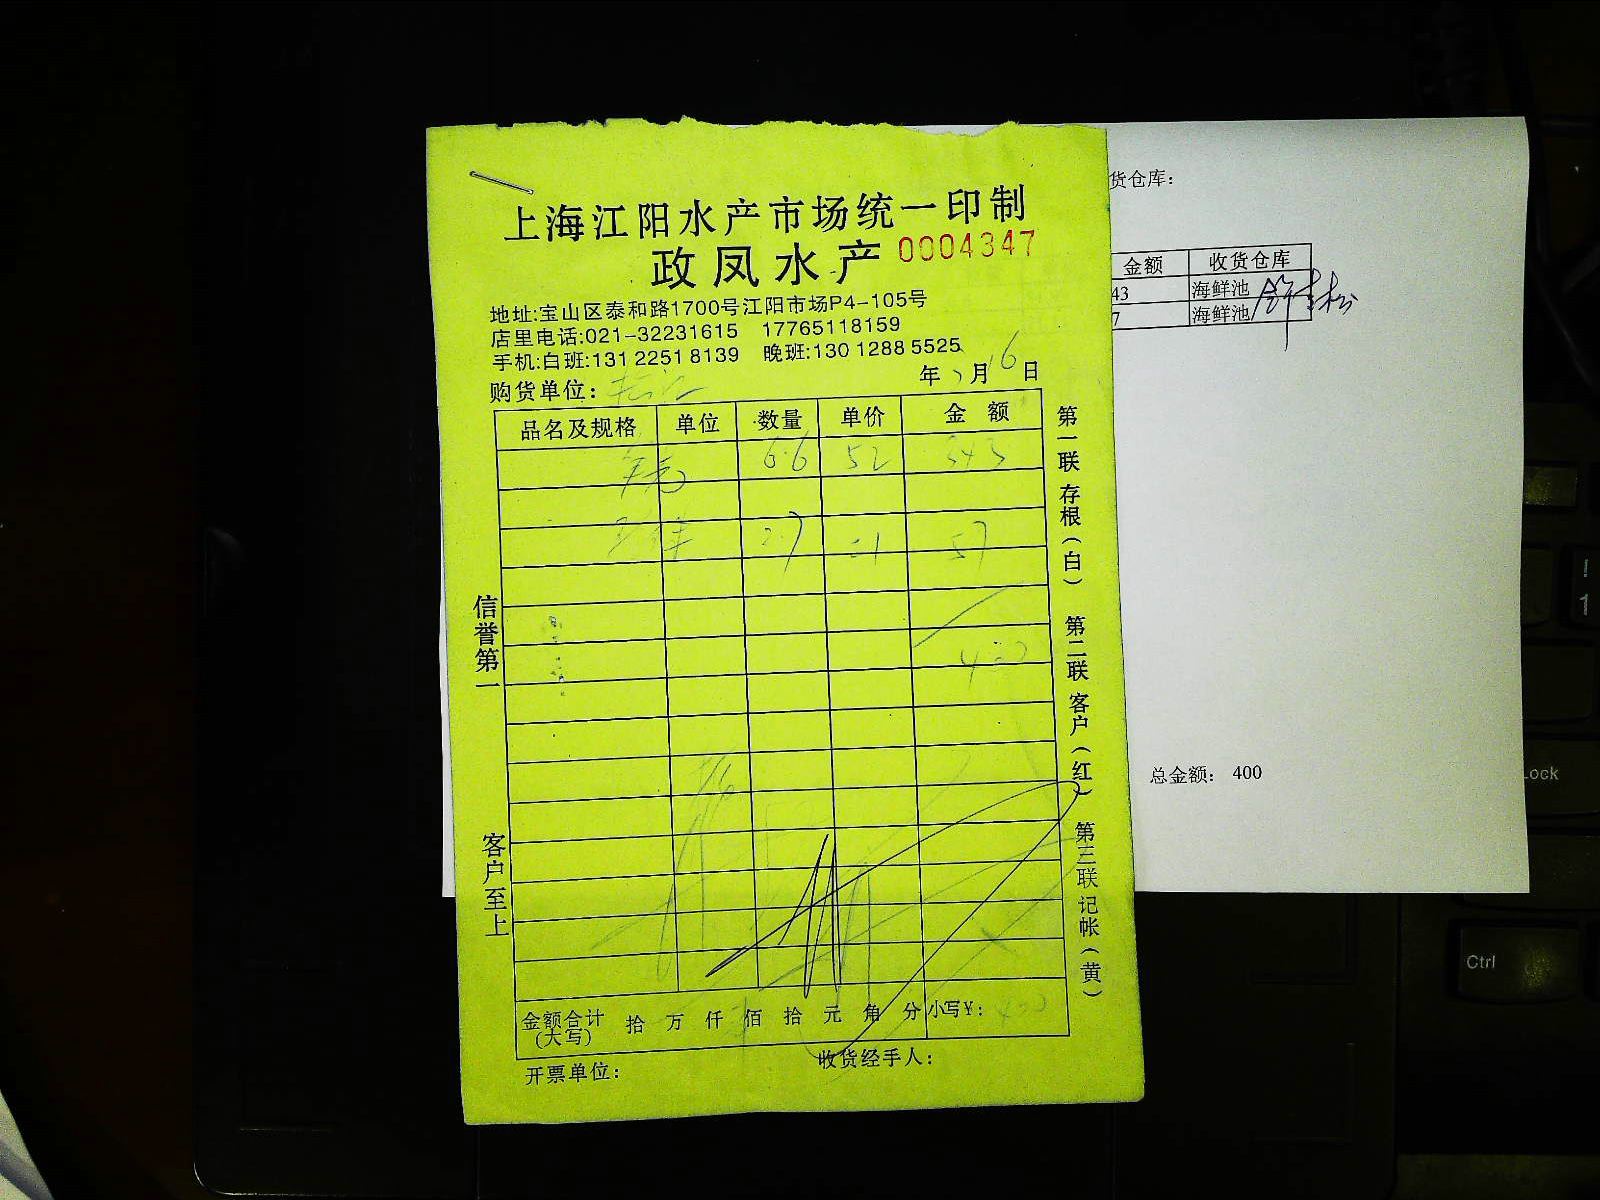 上海江阳水产市场统一印制
政凤水产 0004347
地址:宝山区泰和路1700号江阳市场P4-105号
店里电话:021-32231615 17765118159
手机:白班:13122518139 晚班:13012885525
购货单位:
年 月16日
品名及规格 单位 数量 单价 金额
6.6 52 343
2.7 21 57
400
金额合计(大写) 拾 万 仟 佰 拾 元 角 分 小写¥: 400
开票单位: 收货经手人:
信誉第一
客户至上
第一联 存根(白) 第二联 客户(红) 第三联 记帐(黄)
货仓库:
金额 收货仓库
43 海鲜池
7 海鲜池
总金额: 400
Lock
!
1
Ctrl